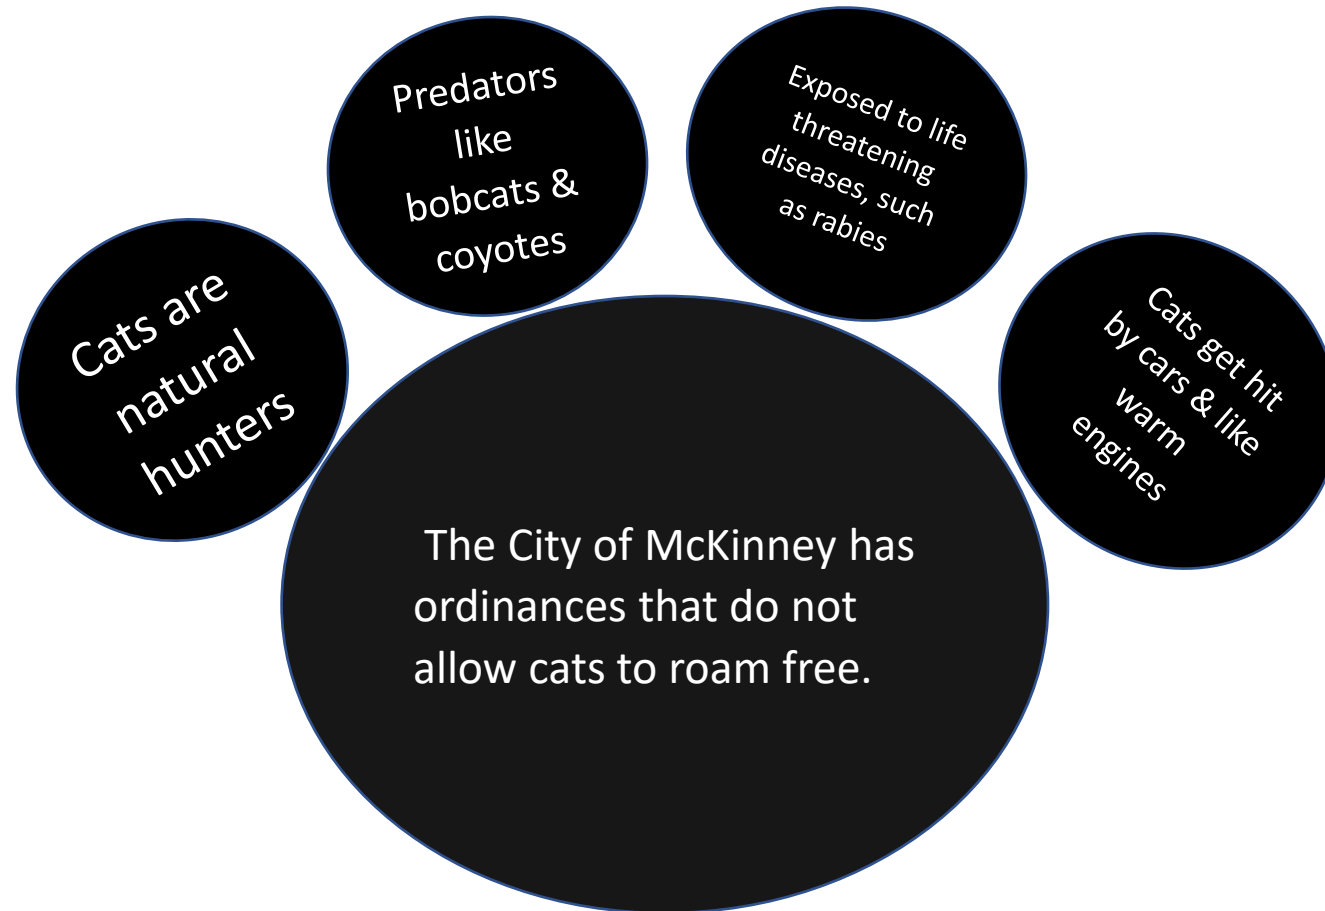 Cats are
natural
hunters
Predators
like
bobcats &
coyotes
Exposed to life
threatening
diseases, such
as rabies
Cats get hit
by cars & like
warm
engines
The City of McKinney has
ordinances that do not
allow cats to roam free.